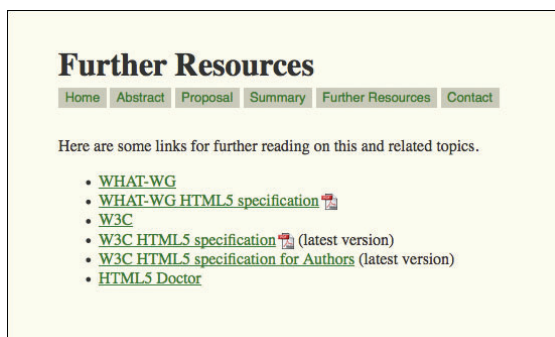 Further Resources
Home Abstract Proposal Summary Further Resources Contact
Here are some links for further reading on this and related topics.
• WHAT-WG
• WHAT-WG HTML5 specification
• W3C
• W3C HTML5 specification (latest version)
• W3C HTML5 specification for Authors (latest version)
• HTML5 Doctor